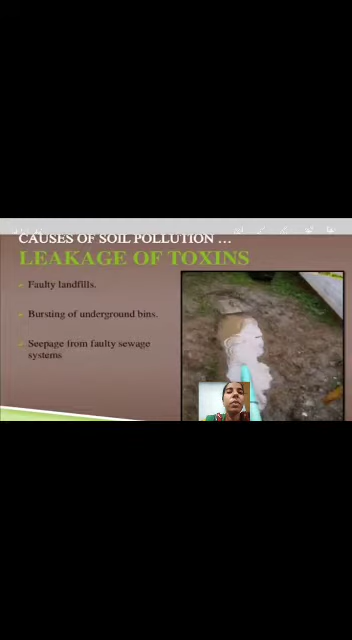 CAUSES OF SOIL POLLUTION ...
LEAKAGE OF TOXINS
Faulty landfills.
Bursting of underground bins.
Seepage from faulty sewage
systems